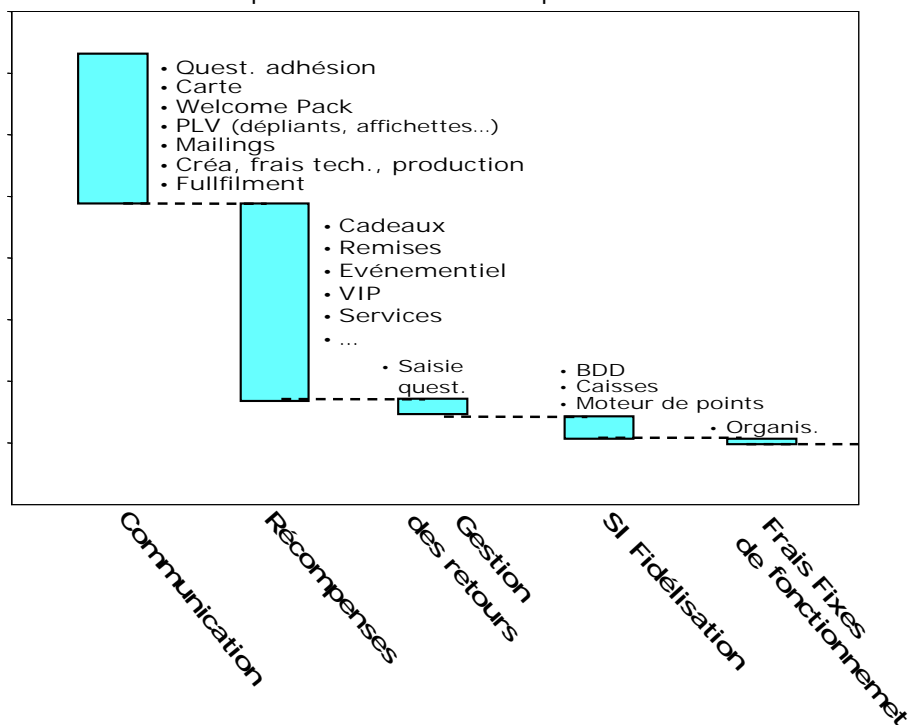 • Quest. adhésion
• Carte
• Welcome Pack
• PLV (dépliants, affichettes...)
• Mailings
• Créa, frais tech., production
• Fullfilment
• Cadeaux
• Remises
• Evénementiel
• VIP
• Services
• ...
• Saisie
quest.
• BDD
• Caisses
• Moteur de points
• Organis.
Communication
Récompenses
Gestion
des retours
SI Fidélisation
Frais Fixes
de fonctionnemet